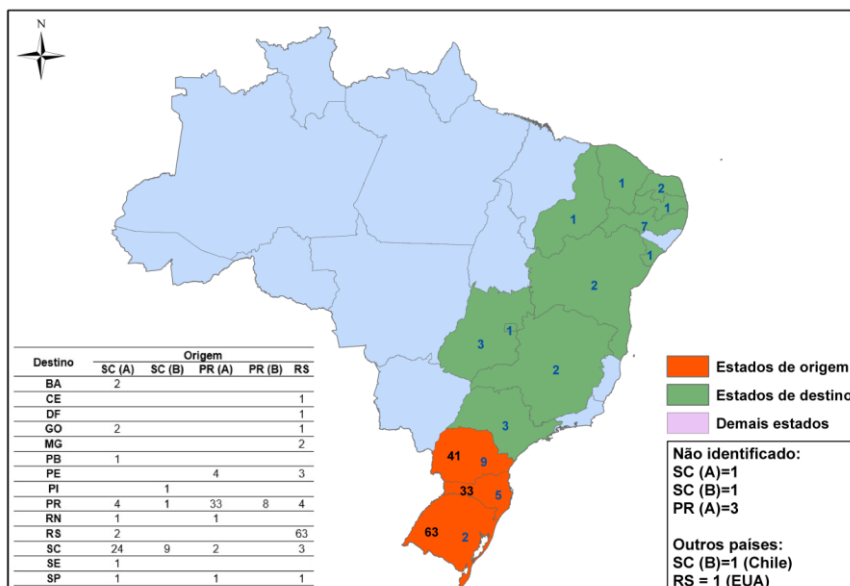 N
1
2
1
1
7
1
2
3
1
2
3
41
9
33
5
63
2
Destino Origem
SC (A) SC (B) PR (A) PR (B) RS
BA 2
CE 1
DF 1
GO 2 1
MG 2
PB 1
PE 4 3
PI 1
PR 4 1 33 8 4
RN 1 1
RS 2 63
SC 24 9 2 3
SE 1
SP 1 1 1
Estados de origem
Estados de destino
Demais estados
Não identificado:
SC (A)=1
SC (B)=1
PR (A)=3
Outros países:
SC (B)=1 (Chile)
RS = 1 (EUA)